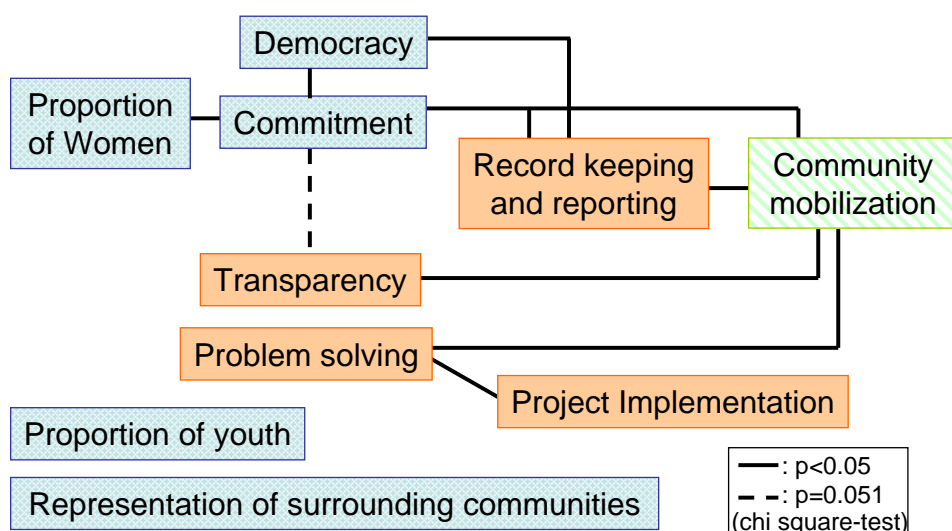 Democracy
Proportion
of Women
Commitment
Record keeping
and reporting
Community
mobilization
Transparency
Problem solving
Project Implementation
Proportion of youth
Representation of surrounding communities
: p<0.05
: p=0.051
(chi square-test)